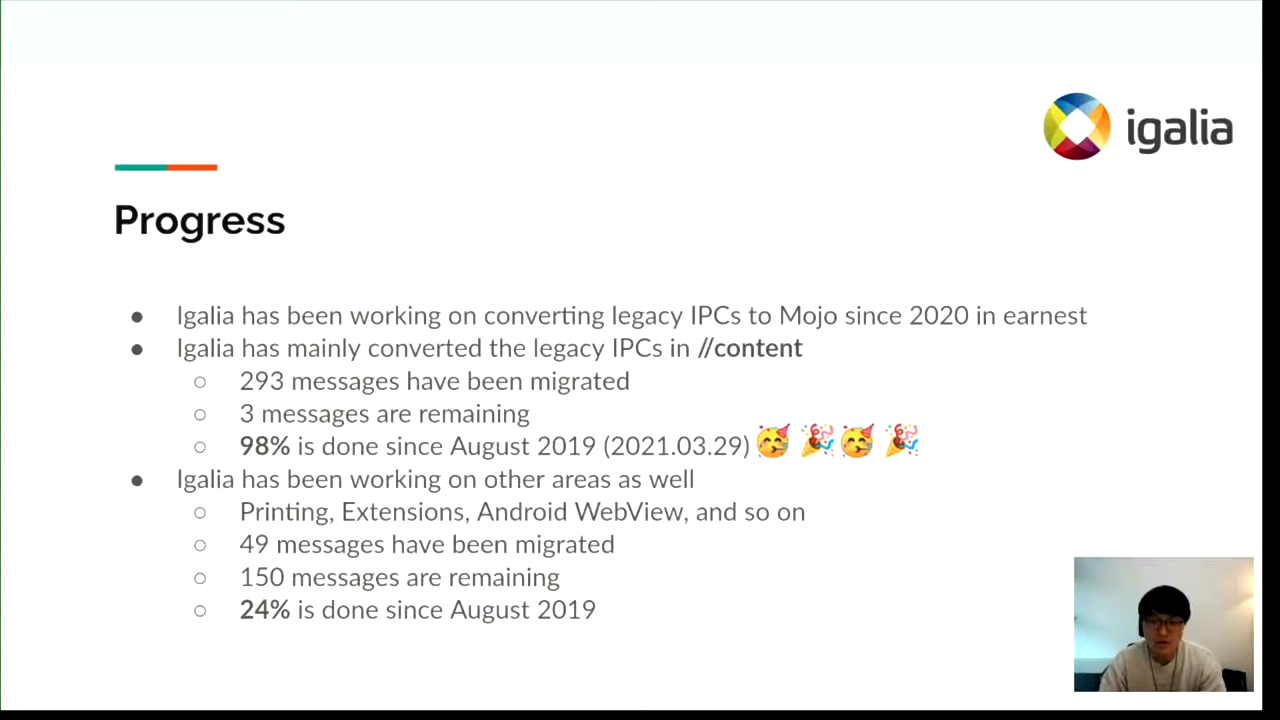 igalia
Progress
● Igalia has been working on converting legacy IPCs to Mojo since 2020 in earnest
● Igalia has mainly converted the legacy IPCs in //content
○ 293 messages have been migrated
○ 3 messages are remaining
○ 98% is done since August 2019 (2021.03.29) 🥳 🎉 🥳 🎉
● Igalia has been working on other areas as well
○ Printing, Extensions, Android WebView, and so on
○ 49 messages have been migrated
○ 150 messages are remaining
○ 24% is done since August 2019